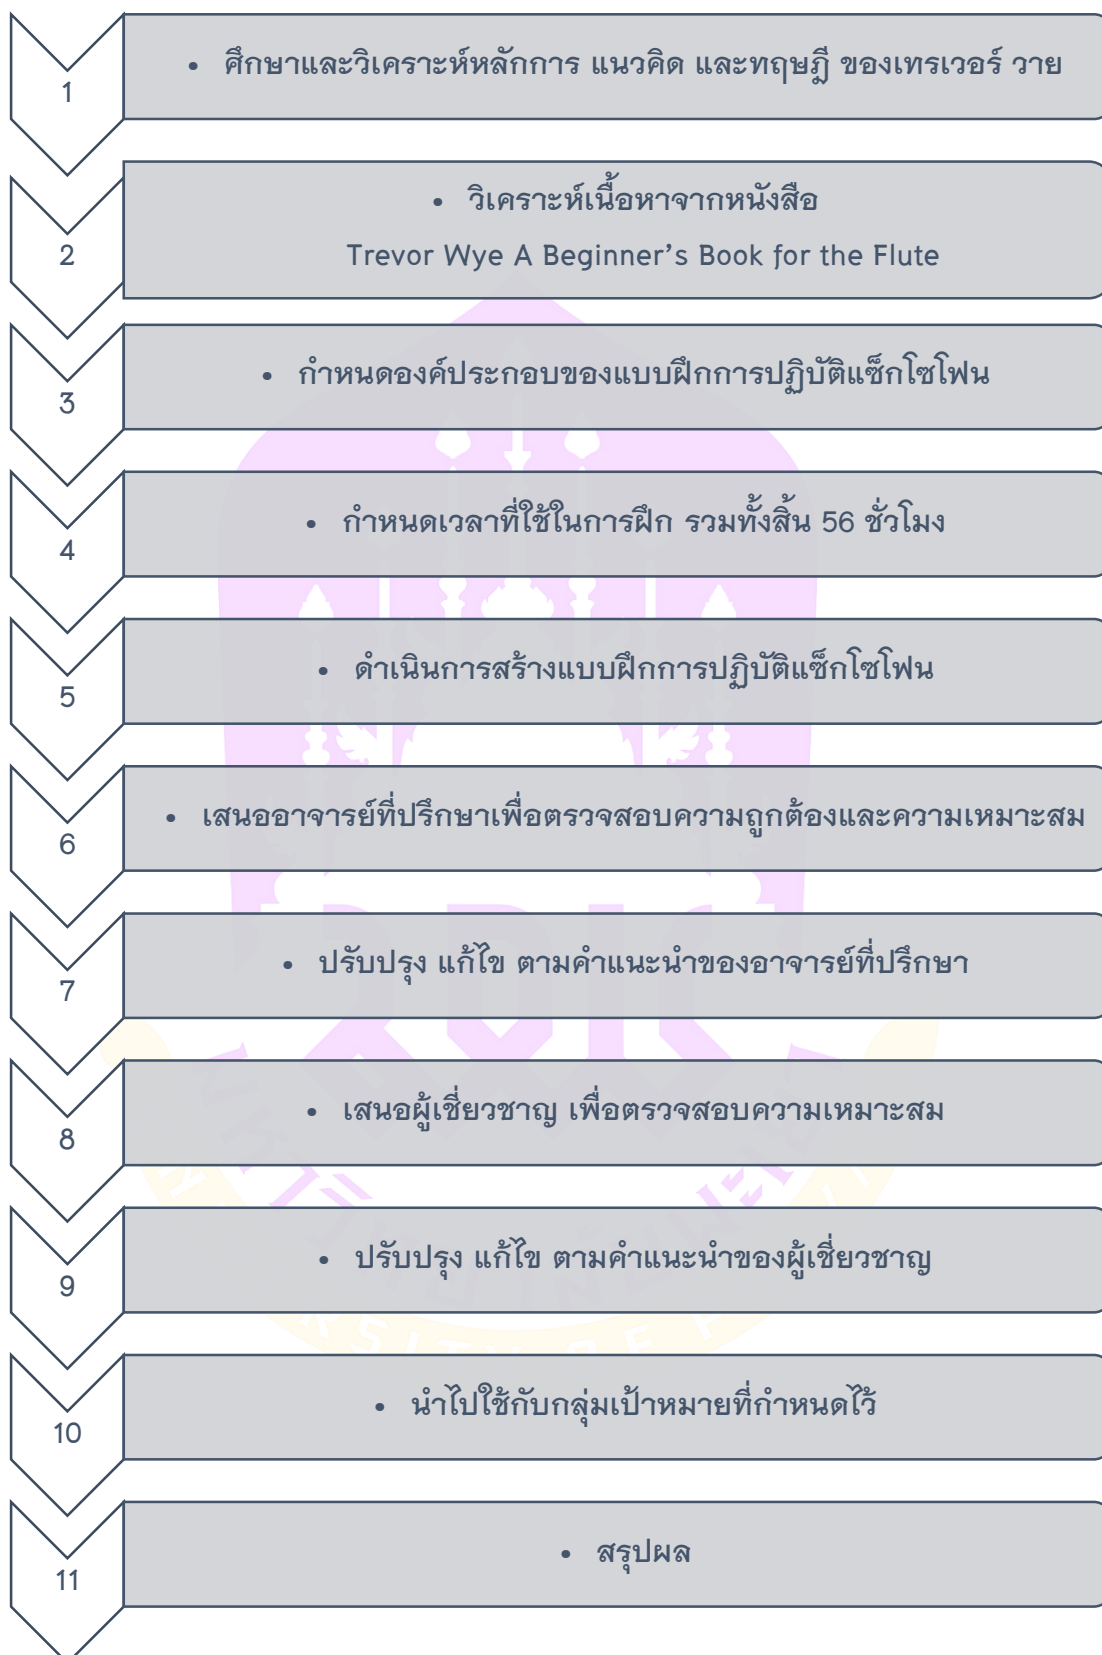 1
• ศึกษาและวิเคราะห์หลักการ แนวคิด และทฤษฎี ของเทรเวอร์ วาย
2
• วิเคราะห์เนื้อหาจากหนังสือ
Trevor Wye A Beginner's Book for the Flute
3
• กำหนดองค์ประกอบของแบบฝึกการปฏิบัติแซ็กโซโฟน
4
• กำหนดเวลาที่ใช้ในการฝึก รวมทั้งสิ้น 56 ชั่วโมง
5
• ดำเนินการสร้างแบบฝึกการปฏิบัติแซ็กโซโฟน
6
• เสนออาจารย์ที่ปรึกษาเพื่อตรวจสอบความถูกต้องและความเหมาะสม
7
• ปรับปรุง แก้ไข ตามคำแนะนำของอาจารย์ที่ปรึกษา
8
• เสนอผู้เชี่ยวชาญ เพื่อตรวจสอบความเหมาะสม
9
• ปรับปรุง แก้ไข ตามคำแนะนำของผู้เชี่ยวชาญ
10
• นำไปใช้กับกลุ่มเป้าหมายที่กำหนดไว้
11
• สรุปผล